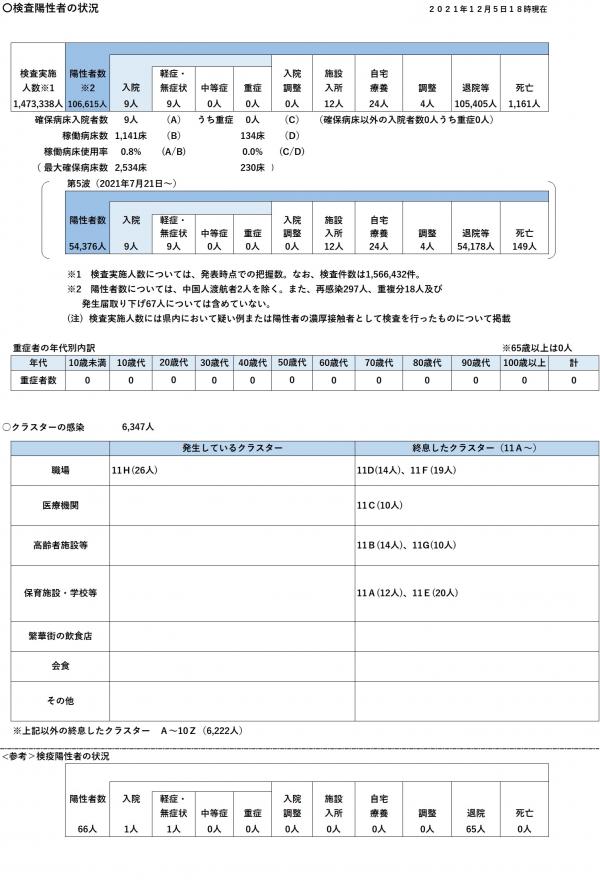 〇検査陽性者の状況
２０２１年１２月５日１８時現在
検査実施人数※1 陽性者数※2 入院 軽症・無症状 中等症 重症 入院調整 施設入所 自宅療養 調整 退院等 死亡
1,473,338人 106,615人 9人 9人 0人 0人 0人 12人 24人 4人 105,405人 1,161人
確保病床入院者数 9人 (A) うち重症 0人 (C) (確保病床以外の入院者数0人うち重症0人)
稼働病床数 1,141床 (B) 134床 (D)
稼働病床使用率 0.8% (A/B) 0.0% (C/D)
( 最大確保病床数 2,534床 230床 )
第5波（2021年7月21日～）
陽性者数 入院 軽症・無症状 中等症 重症 入院調整 施設入所 自宅療養 調整 退院等 死亡
54,376人 9人 9人 0人 0人 0人 12人 24人 4人 54,178人 149人
※1 検査実施人数については、発表時点での把握数。なお、検査件数は1,566,432件。
※2 陽性者数については、中国人渡航者2人を除く。また、再感染297人、重複分18人及び
発生届取り下げ67人については含めていない。
(注) 検査実施人数には県内において疑い例または陽性者の濃厚接触者として検査を行ったものについて掲載
重症者の年代別内訳
※65歳以上は0人
年代 10歳未満 10歳代 20歳代 30歳代 40歳代 50歳代 60歳代 70歳代 80歳代 90歳代 100歳以上 計
重症者数 0 0 0 0 0 0 0 0 0 0 0 0
〇クラスターの感染 6,347人
発生しているクラスター 終息したクラスター（11Ａ～）
職場 11Ｈ(26人) 11D(14人)、11Ｆ(19人)
医療機関 11Ｃ(10人)
高齢者施設等 11Ｂ(14人)、11G(10人)
保育施設・学校等 11Ａ(12人)、11Ｅ(20人)
繁華街の飲食店
会食
その他
※上記以外の終息したクラスター Ａ～10Ｚ（6,222人）
<参考＞検疫陽性者の状況
陽性者数 入院 軽症・無症状 中等症 重症 入院調整 施設入所 自宅療養 調整 退院 死亡
66人 1人 1人 0人 0人 0人 0人 0人 0人 65人 0人